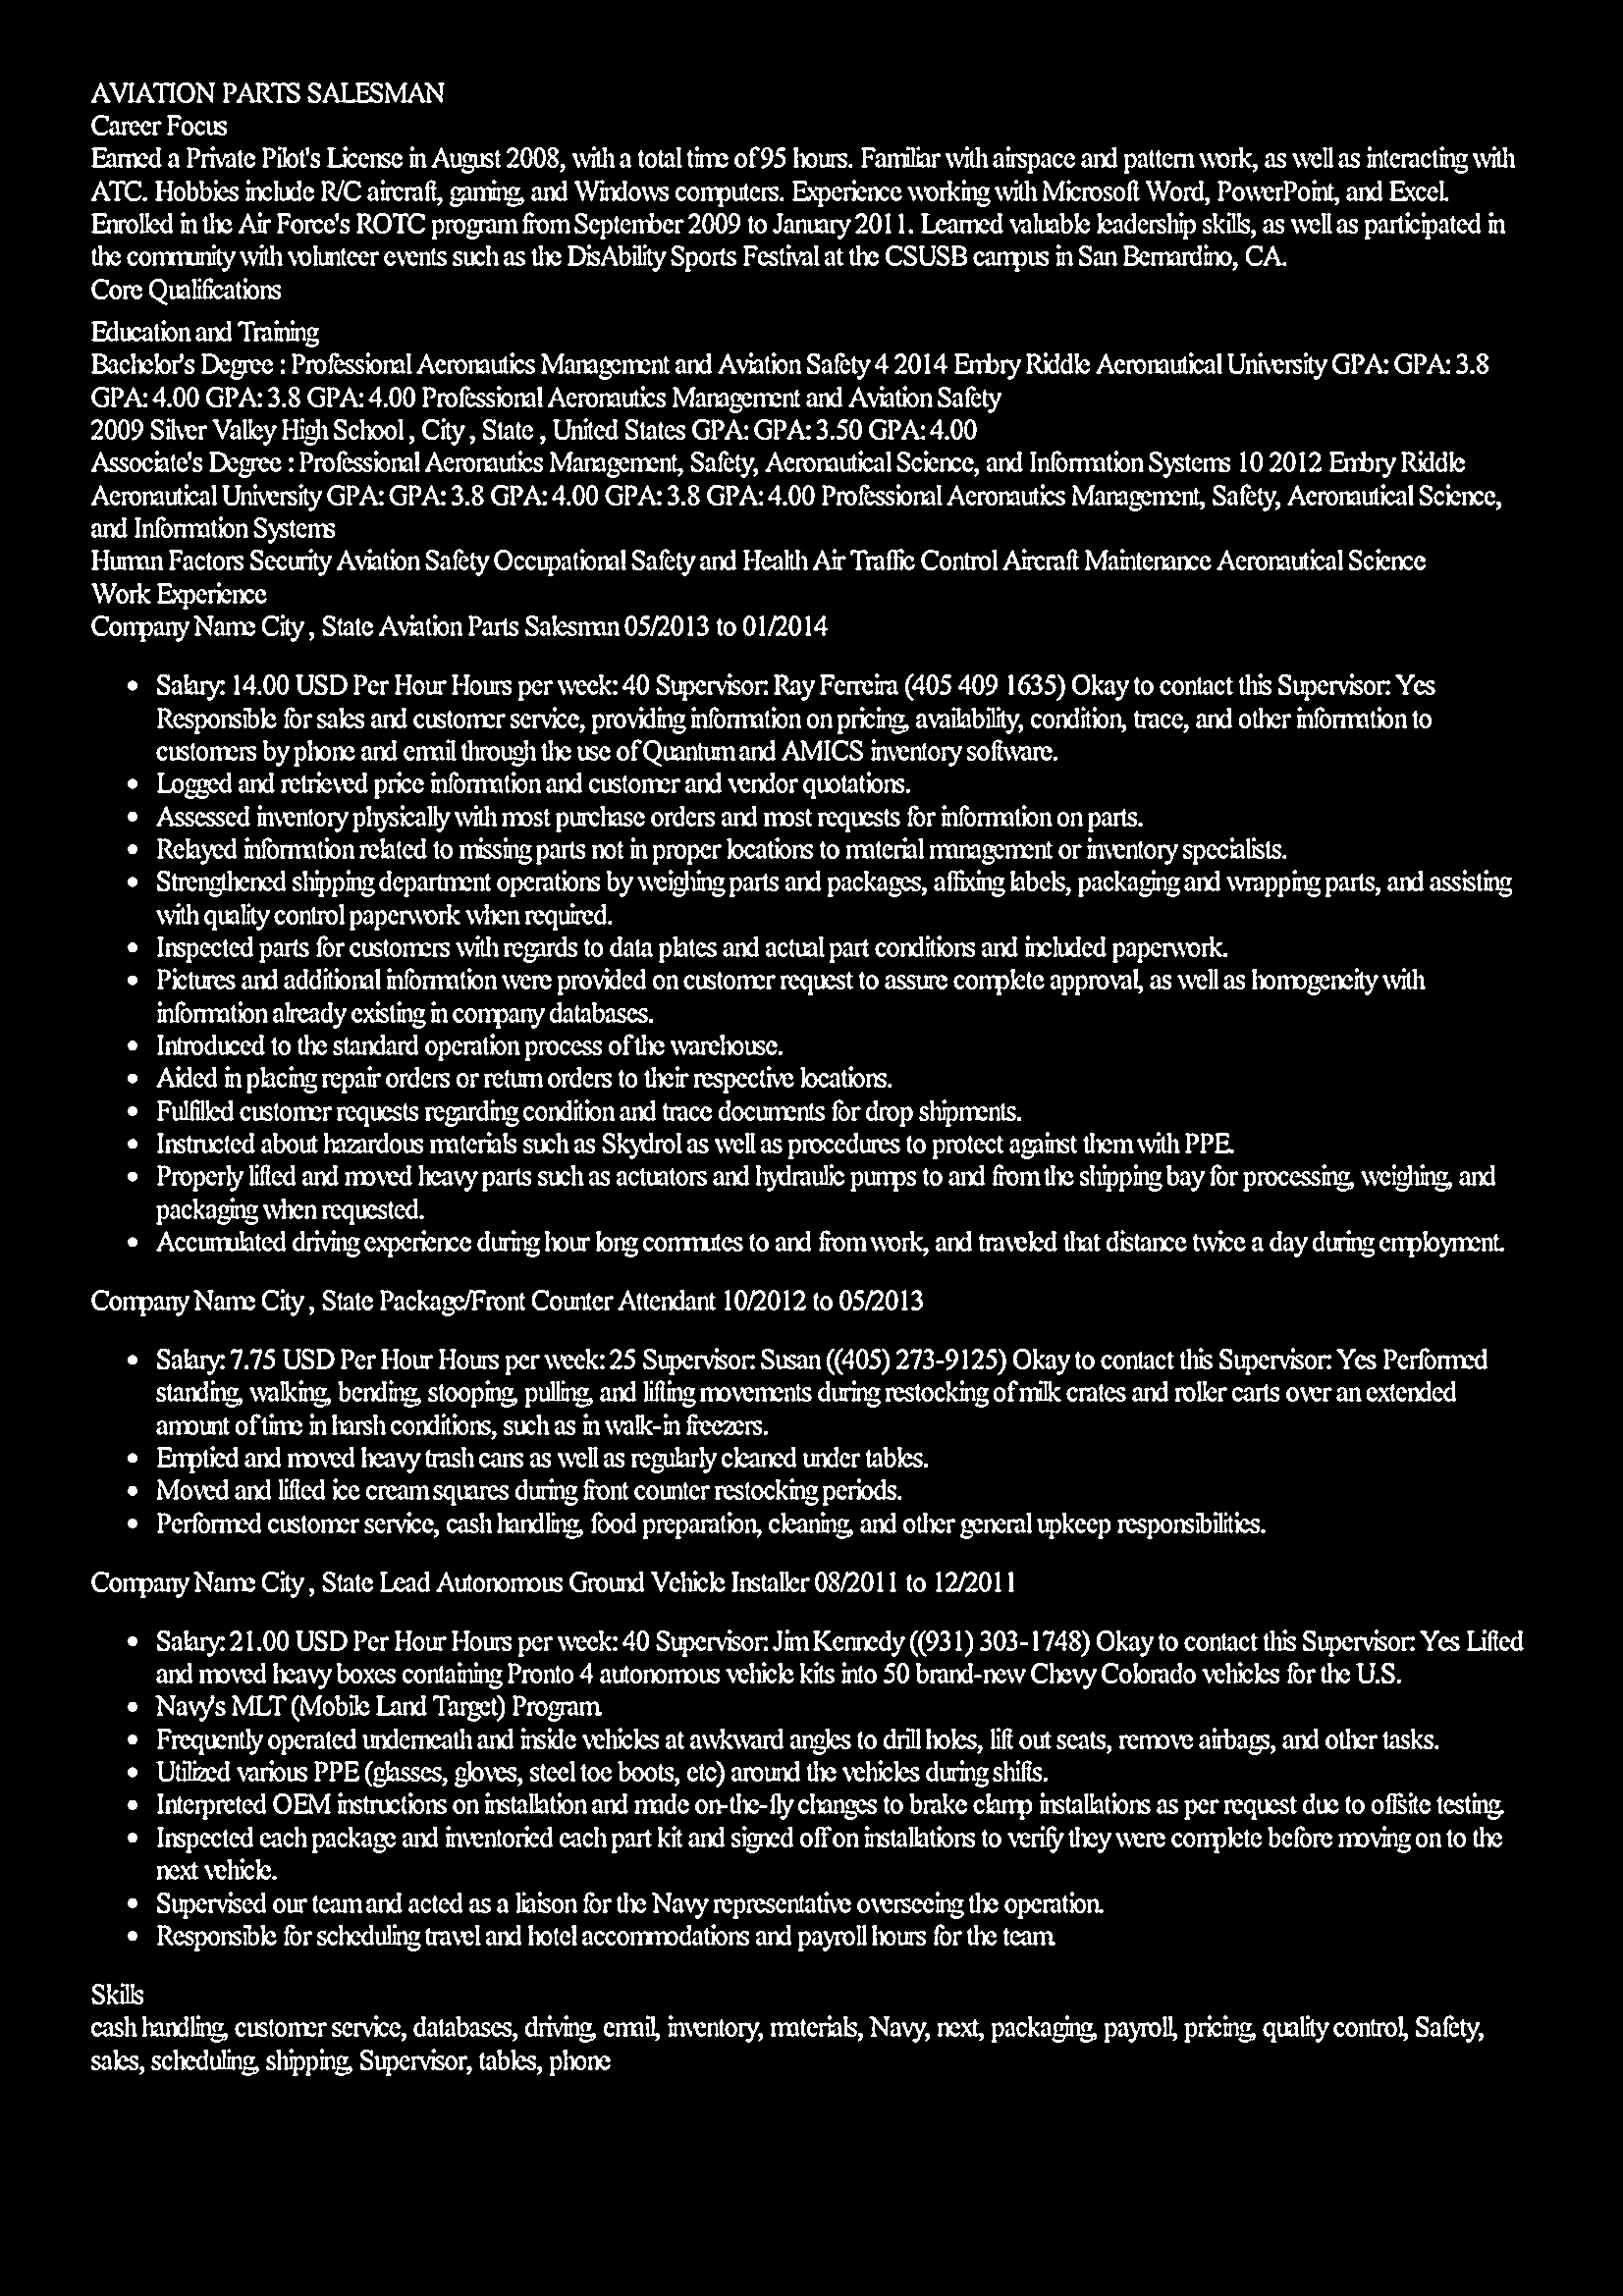 AVIATION PARTS SALESMAN
Career Focus
Earned a Private Pilot's License in August 2008, with a total time of 95 hours. Familiar with airspace and pattern work, as well as interacting with
ATC. Hobbies include R/C aircraft, gaming, and Windows computers. Experience working with Microsoft Word, PowerPoint, and Excel.
Enrolled in the Air Force's ROTC program from September 2009 to January 2011. Learned valuable leadership skills, as well as participated in
the community with volunteer events such as the DisAbility Sports Festival at the CSUSB campus in San Bernardino, CA.
Core Qualifications
Education and Training
Bachelor's Degree : Professional Aeronautics Management and Aviation Safety 4 2014 Embry Riddle Aeronautical University GPA: GPA: 3.8
GPA: 4.00 GPA: 3.8 GPA: 4.00 Professional Aeronautics Management and Aviation Safety
2009 Silver Valley High School , City , State , United States GPA: GPA: 3.50 GPA: 4.00
Associate's Degree : Professional Aeronautics Management, Safety, Aeronautical Science, and Information Systems 10 2012 Embry Riddle
Aeronautical University GPA: GPA: 3.8 GPA: 4.00 GPA: 3.8 GPA: 4.00 Professional Aeronautics Management, Safety, Aeronautical Science,
and Information Systems
Human Factors Security Aviation Safety Occupational Safety and Health Air Traffic Control Aircraft Maintenance Aeronautical Science
Work Experience
Company Name City , State Aviation Parts Salesman 05/2013 to 01/2014
• Salary: 14.00 USD Per Hour Hours per week: 40 Supervisor: Ray Ferreira (405 409 1635) Okay to contact this Supervisor: Yes
Responsible for sales and customer service, providing information on pricing, availability, condition, trace, and other information to
customers by phone and email through the use of Quantum and AMICS inventory software.
• Logged and retrieved price information and customer and vendor quotations.
• Assessed inventory physically with most purchase orders and most requests for information on parts.
• Relayed information related to missing parts not in proper locations to material management or inventory specialists.
• Strengthened shipping department operations by weighing parts and packages, affixing labels, packaging and wrapping parts, and assisting
with quality control paperwork when required.
• Inspected parts for customers with regards to data plates and actual part conditions and included paperwork.
• Pictures and additional information were provided on customer request to assure complete approval, as well as homogeneity with
information already existing in company databases.
• Introduced to the standard operation process of the warehouse.
• Aided in placing repair orders or return orders to their respective locations.
• Fulfilled customer requests regarding condition and trace documents for drop shipments.
• Instructed about hazardous materials such as Skydrol as well as procedures to protect against them with PPE.
• Properly lifted and moved heavy parts such as actuators and hydraulic pumps to and from the shipping bay for processing, weighing, and
packaging when requested.
• Accumulated driving experience during hour long commutes to and from work, and traveled that distance twice a day during employment.
Company Name City , State Package/Front Counter Attendant 10/2012 to 05/2013
• Salary: 7.75 USD Per Hour Hours per week: 25 Supervisor: Susan ((405) 273-9125) Okay to contact this Supervisor: Yes Performed
standing, walking, bending, stooping, pulling, and lifting movements during restocking of milk crates and roller carts over an extended
amount of time in harsh conditions, such as in walk-in freezers.
• Emptied and moved heavy trash cans as well as regularly cleaned under tables.
• Moved and lifted ice cream squares during front counter restocking periods.
• Performed customer service, cash handling, food preparation, cleaning, and other general upkeep responsibilities.
Company Name City , State Lead Autonomous Ground Vehicle Installer 08/2011 to 12/2011
• Salary: 21.00 USD Per Hour Hours per week: 40 Supervisor: Jim Kennedy ((931) 303-1748) Okay to contact this Supervisor: Yes Lifted
and moved heavy boxes containing Pronto 4 autonomous vehicle kits into 50 brand-new Chevy Colorado vehicles for the U.S.
• Navy's MLT (Mobile Land Target) Program.
• Frequently operated underneath and inside vehicles at awkward angles to drill holes, lift out seats, remove airbags, and other tasks.
• Utilized various PPE (glasses, gloves, steel toe boots, etc) around the vehicles during shifts.
• Interpreted OEM instructions on installation and made on-the-fly changes to brake clamp installations as per request due to offsite testing.
• Inspected each package and inventoried each part kit and signed off on installations to verify they were complete before moving on to the
next vehicle.
• Supervised our team and acted as a liaison for the Navy representative overseeing the operation.
• Responsible for scheduling travel and hotel accommodations and payroll hours for the team.
Skills
cash handling, customer service, databases, driving, email, inventory, materials, Navy, next, packaging, payroll, pricing, quality control, Safety,
sales, scheduling, shipping, Supervisor, tables, phone